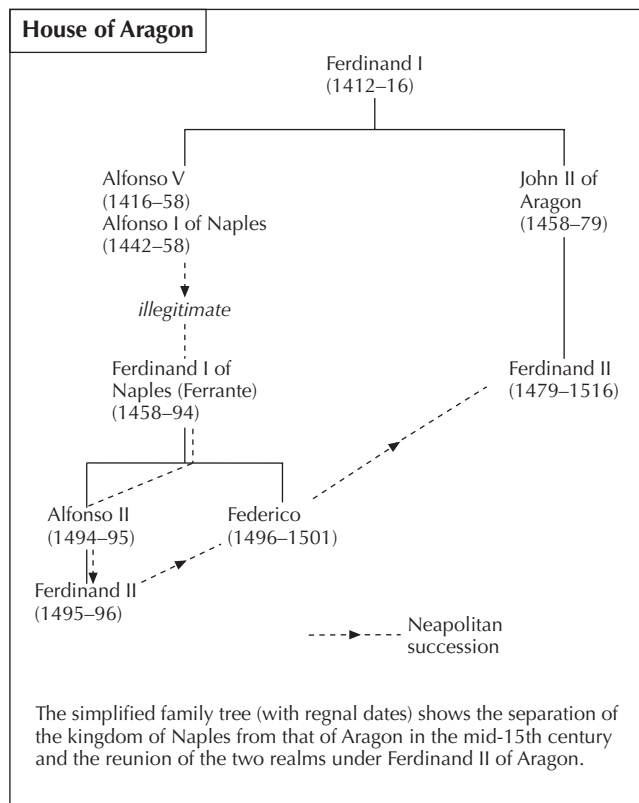 House of Aragon
Ferdinand I
(1412–16)
Alfonso V
(1416–58)
Alfonso I of Naples
(1442–58)
John II of
Aragon
(1458–79)
illegitimate
Ferdinand I of
Naples (Ferrante)
(1458–94)
Ferdinand II
(1479–1516)
Alfonso II
(1494–95)
Federico
(1496–1501)
Ferdinand II
(1495–96)
Neapolitan
succession
The simplified family tree (with regnal dates) shows the separation of
the kingdom of Naples from that of Aragon in the mid-15th century
and the reunion of the two realms under Ferdinand II of Aragon.